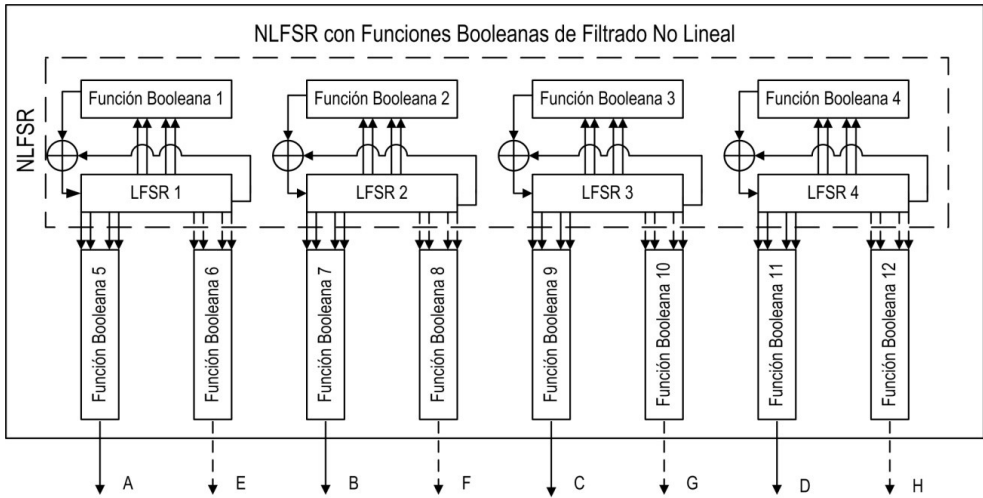 NLFSR con Funciones Booleanas de Filtrado No Lineal
NLFSR
Función Booleana 1
Función Booleana 2
Función Booleana 3
Función Booleana 4
LFSR 1
LFSR 2
LFSR 3
LFSR 4
Función Booleana 5
Función Booleana 6
Función Booleana 7
Función Booleana 8
Función Booleana 9
Función Booleana 10
Función Booleana 11
Función Booleana 12
A
E
B
F
C
G
D
H